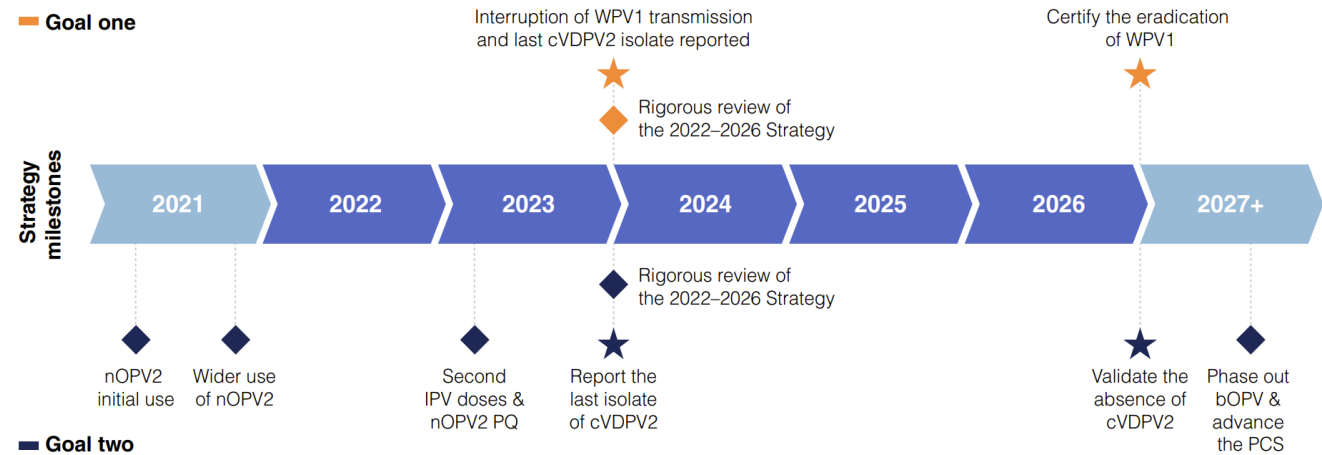 Goal one
Interruption of WPV1 transmission
and last cVDPV2 isolate reported
Certify the eradication
of WPV1
Rigorous review of
the 2022–2026 Strategy
Strategy
milestones
2021
2022
2023
2024
2025
2026
2027+
Rigorous review of
the 2022–2026 Strategy
nOPV2
initial use
Wider use
of nOPV2
Second
IPV doses &
nOPV2 PQ
Report the
last isolate
of cVDPV2
Validate the
absence of
cVDPV2
Phase out
bOPV &
advance
the PCS
Goal two